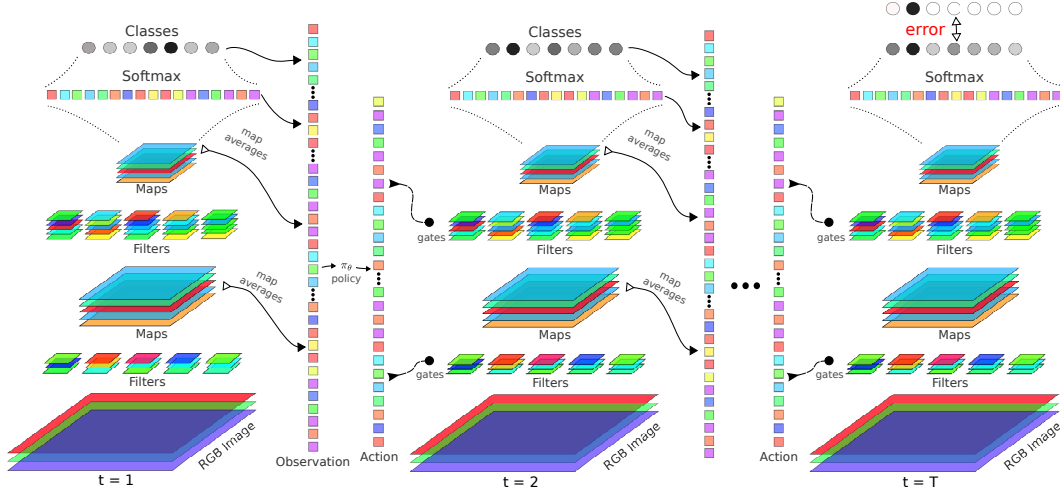 Classes
Softmax
map
averages
Maps
Filters
map
averages
Maps
Filters
RGB Image
t = 1
Observation
πθ
policy
Action
Classes
Softmax
map
averages
Maps
gates
Filters
map
averages
Maps
gates
Filters
RGB Image
t = 2
error
Classes
Softmax
Maps
gates
Filters
Maps
gates
Filters
RGB Image
Action
t = T